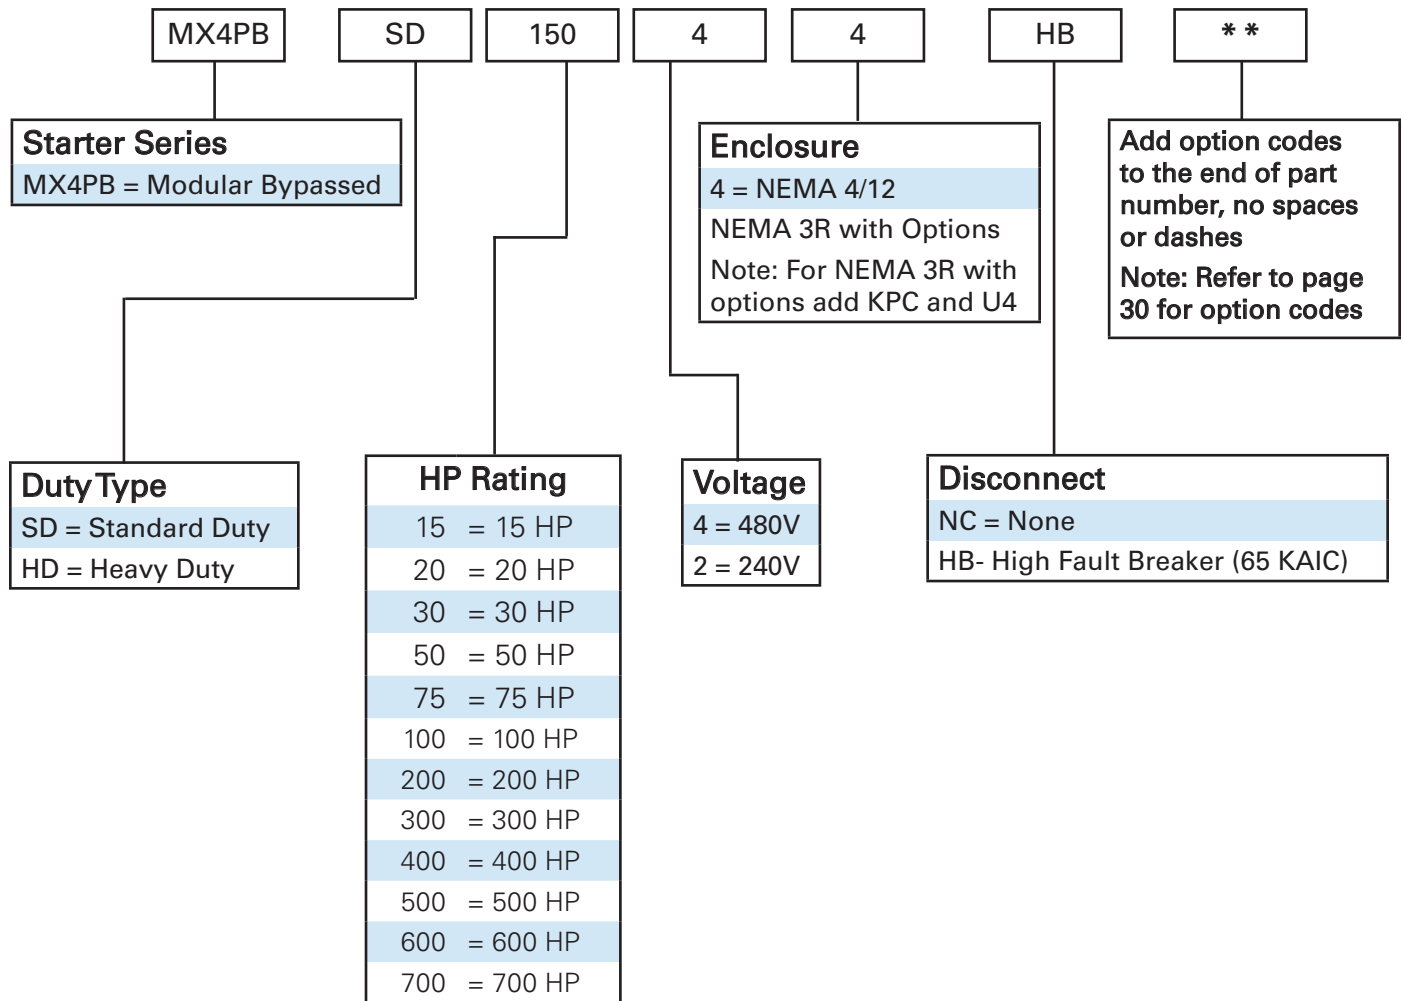 MX4PB SD 150 4 4 HB **
Starter Series
MX4PB = Modular Bypassed
Enclosure
4 = NEMA 4/12
NEMA 3R with Options
Note: For NEMA 3R with
options add KPC and U4
Add option codes
to the end of part
number, no spaces
or dashes
Note: Refer to page
30 for option codes
Duty Type
SD = Standard Duty
HD = Heavy Duty
HP Rating
15 = 15 HP
20 = 20 HP
30 = 30 HP
50 = 50 HP
75 = 75 HP
100 = 100 HP
200 = 200 HP
300 = 300 HP
400 = 400 HP
500 = 500 HP
600 = 600 HP
700 = 700 HP
Voltage
4 = 480V
2 = 240V
Disconnect
NC = None
HB- High Fault Breaker (65 KAIC)